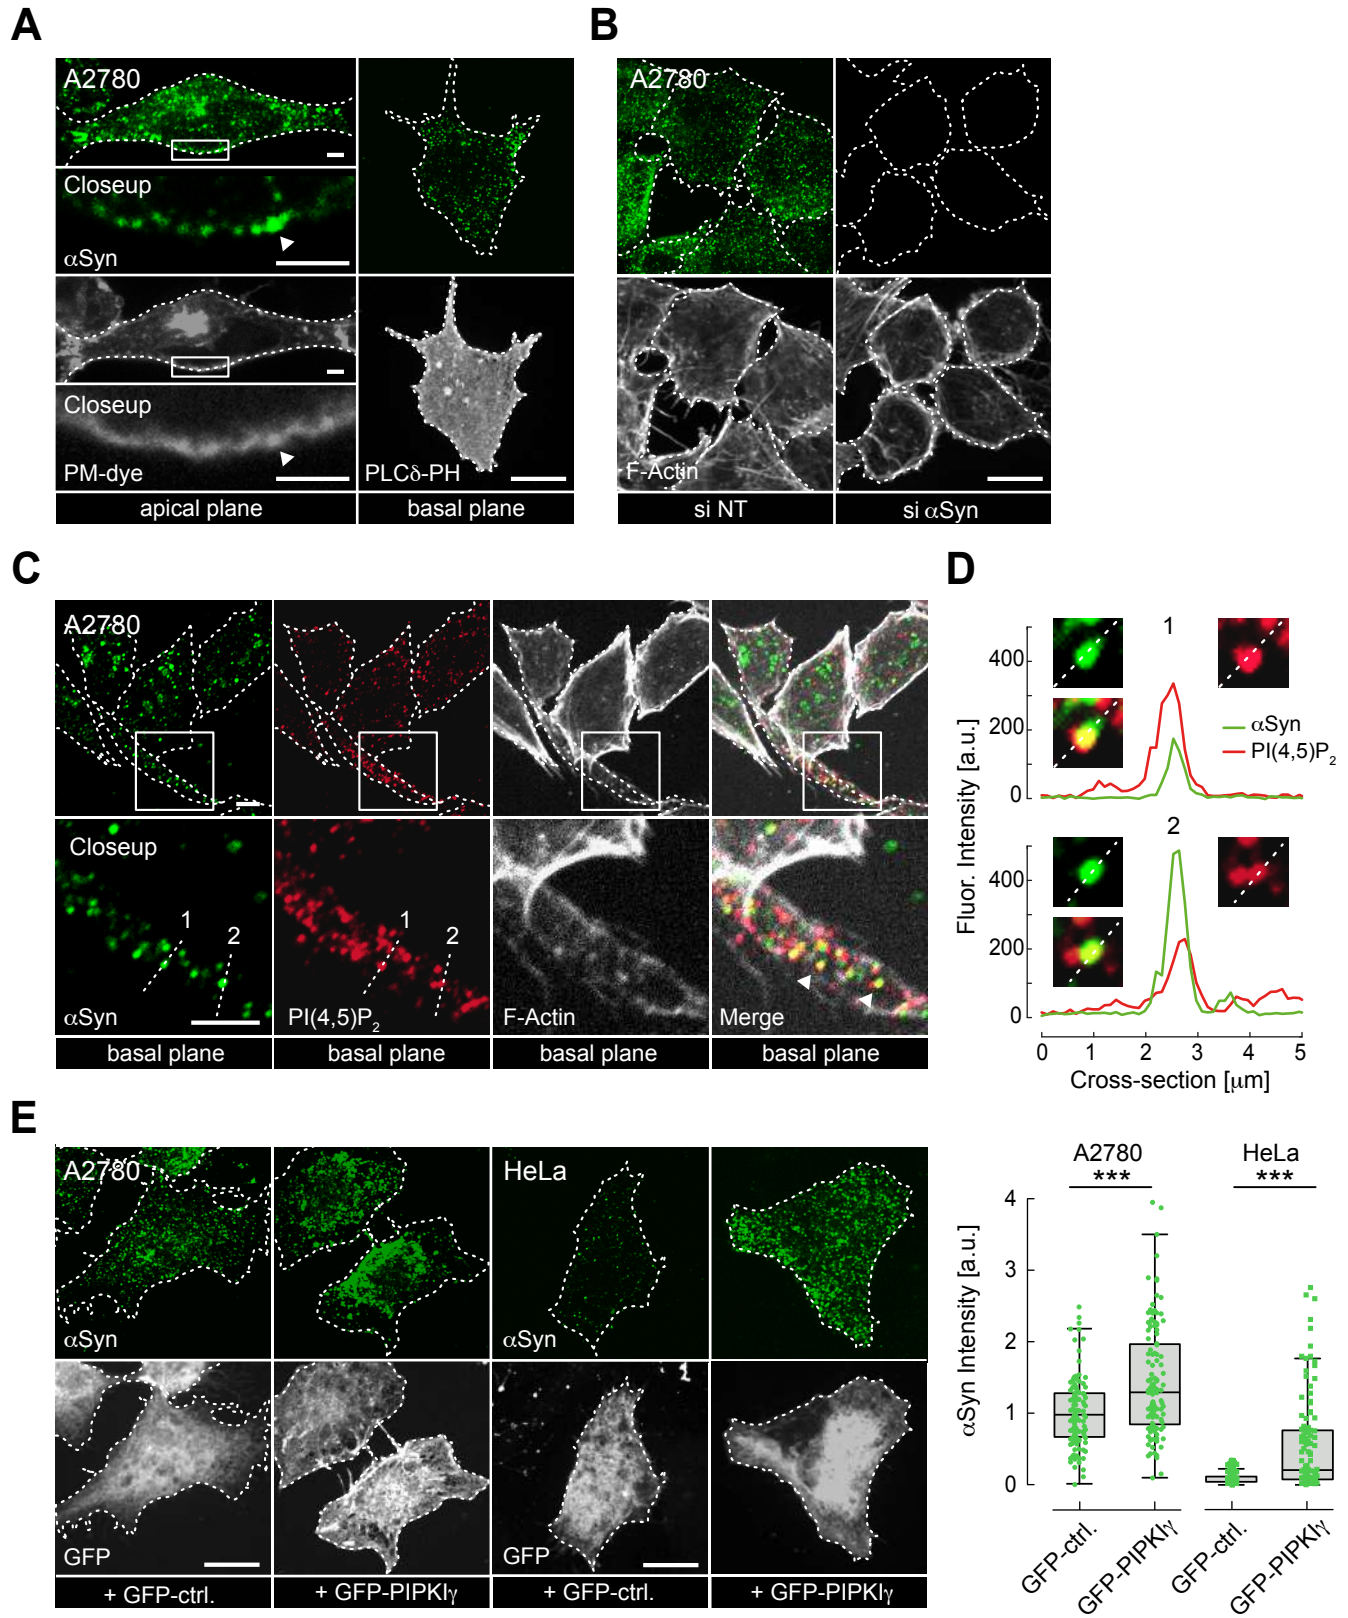 A
B
A2780
Closeup
αSyn
Closeup
PM-dye
PLCδ-PH
apical plane
basal plane
A2780
F-Actin
si NT
si αSyn
C
D
A2780
Closeup
1
2
αSyn
1
2
PI(4,5)P2
F-Actin
Merge
basal plane
basal plane
basal plane
basal plane
1
400
200
0
αSyn
PI(4,5)P2
2
400
200
0
Fluor. Intensity [a.u.]
0 1 2 3 4 5
Cross-section [μm]
E
A2780
HeLa
αSyn
αSyn
GFP
GFP
+ GFP-ctrl.
+ GFP-PIPKIγ
+ GFP-ctrl.
+ GFP-PIPKIγ
A2780
HeLa
***
***
4
3
2
1
0
αSyn Intensity [a.u.]
GFP-ctrl.
GFP-PIPKIγ
GFP-ctrl.
GFP-PIPKIγ